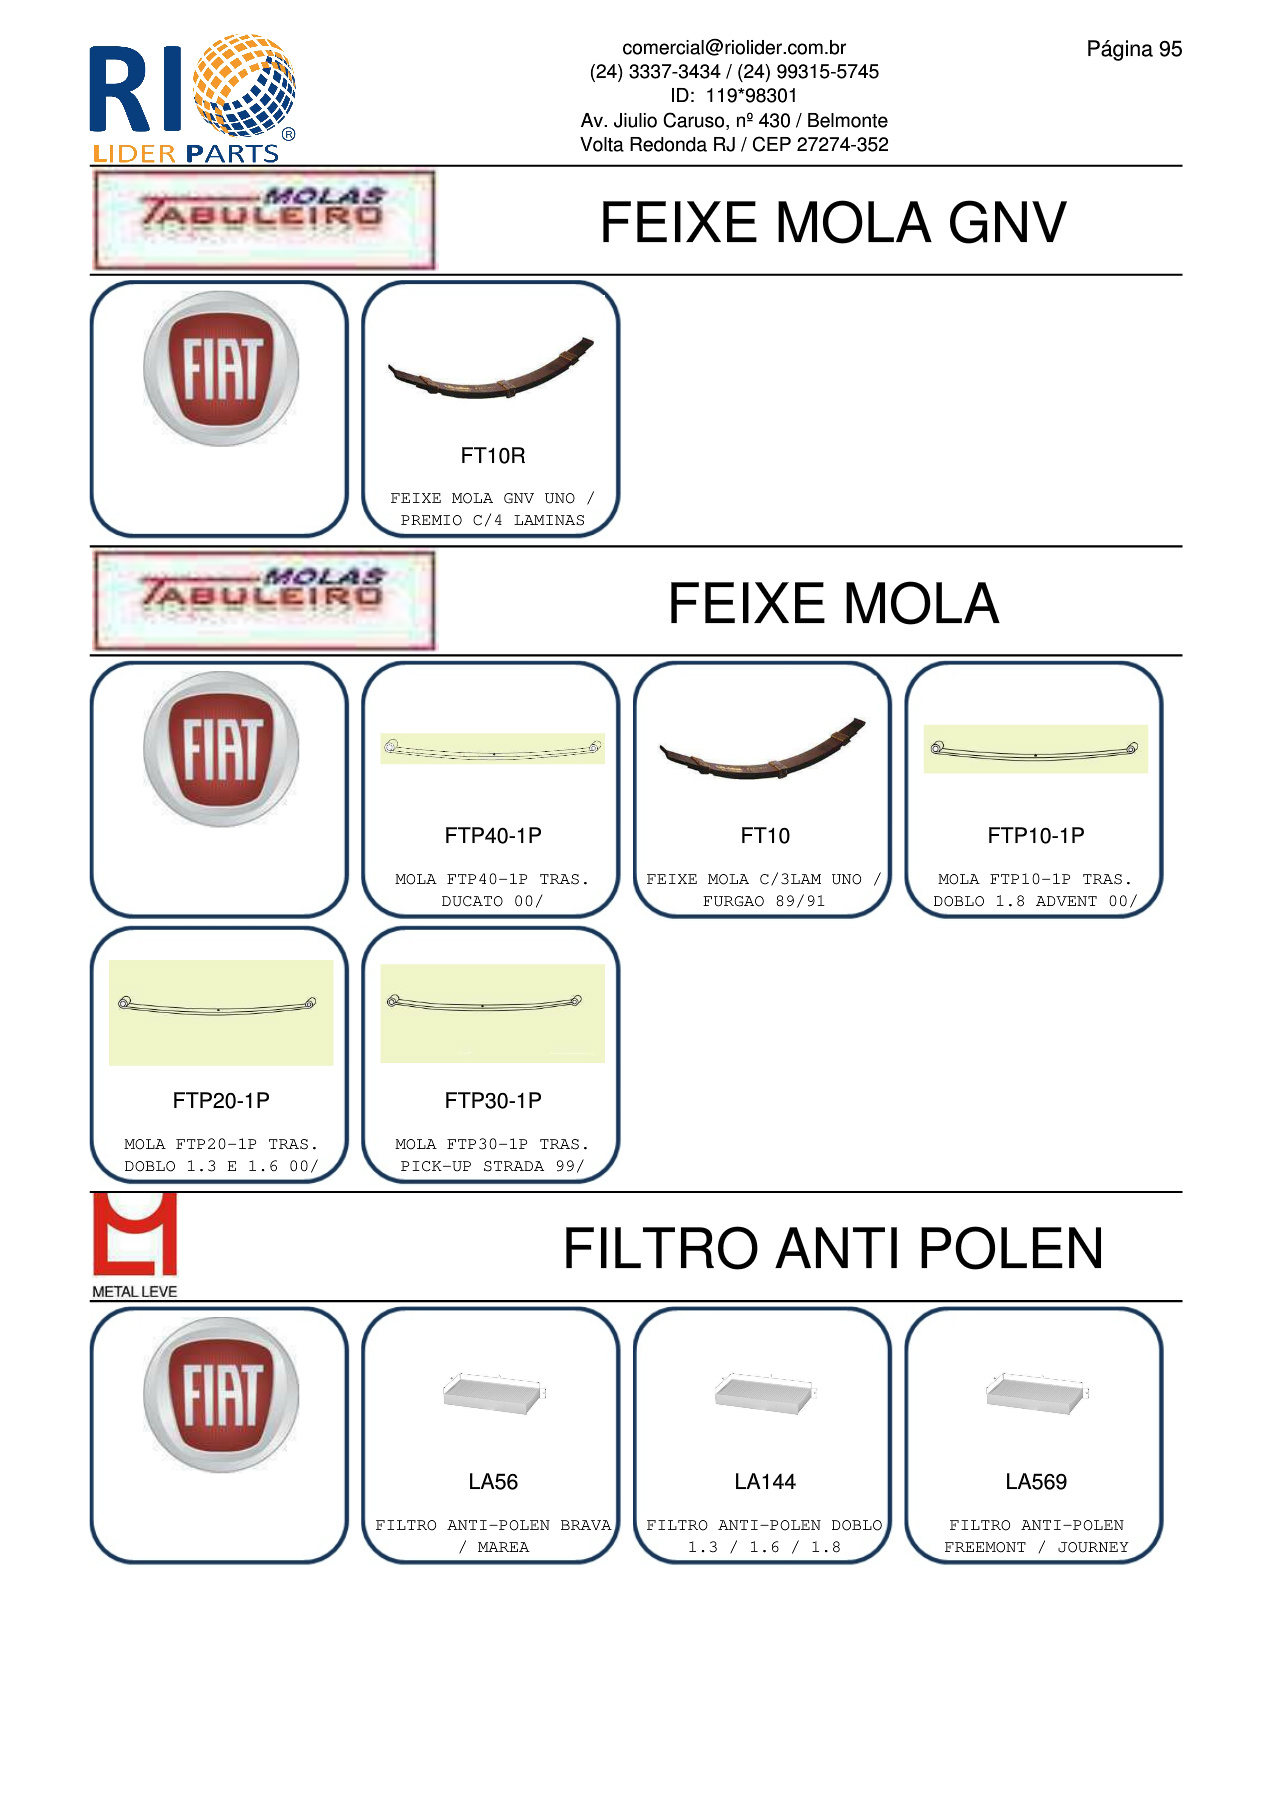 RIO
LIDER PARTS
®
comercial@riolider.com.br
(24) 3337-3434 / (24) 99315-5745
ID: 119*98301
Av. Jiulio Caruso, nº 430 / Belmonte
Volta Redonda RJ / CEP 27274-352
Página 95
MOLAS
TABULEIRO
FEIXE MOLA GNV
FIAT
FT10R
FEIXE MOLA GNV UNO /
PREMIO C/4 LAMINAS
MOLAS
TABULEIRO
FEIXE MOLA
FIAT
FTP40-1P
MOLA FTP40-1P TRAS.
DUCATO 00/
FT10
FEIXE MOLA C/3LAM UNO /
FURGAO 89/91
FTP10-1P
MOLA FTP10-1P TRAS.
DOBLO 1.8 ADVENT 00/
FTP20-1P
MOLA FTP20-1P TRAS.
DOBLO 1.3 E 1.6 00/
FTP30-1P
MOLA FTP30-1P TRAS.
PICK-UP STRADA 99/
METAL LEVE
FILTRO ANTI POLEN
FIAT
LA56
FILTRO ANTI-POLEN BRAVA
/ MAREA
LA144
FILTRO ANTI-POLEN DOBLO
1.3 / 1.6 / 1.8
LA569
FILTRO ANTI-POLEN
FREEMONT / JOURNEY